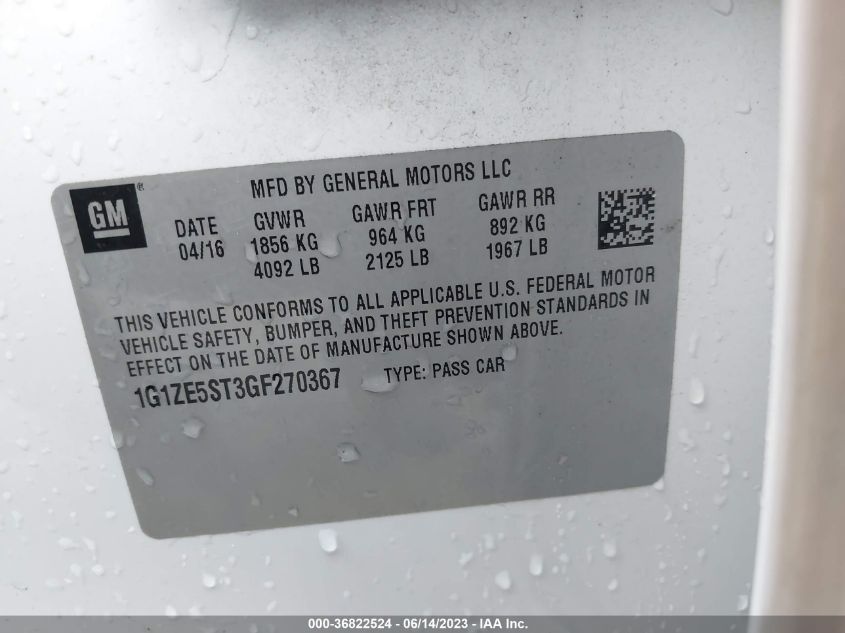 MFD BY GENERAL MOTORS LLC
GM®
DATE GVWR GAWR FRT GAWR RR
04/16 1856 KG 964 KG 892 KG
4092 LB 2125 LB 1967 LB
THIS VEHICLE CONFORMS TO ALL APPLICABLE U.S. FEDERAL MOTOR
VEHICLE SAFETY, BUMPER, AND THEFT PREVENTION STANDARDS IN
EFFECT ON THE DATE OF MANUFACTURE SHOWN ABOVE.
1G1ZE5ST3GF270367 TYPE: PASS CAR
000-36822524 - 06/14/2023 - IAA Inc.